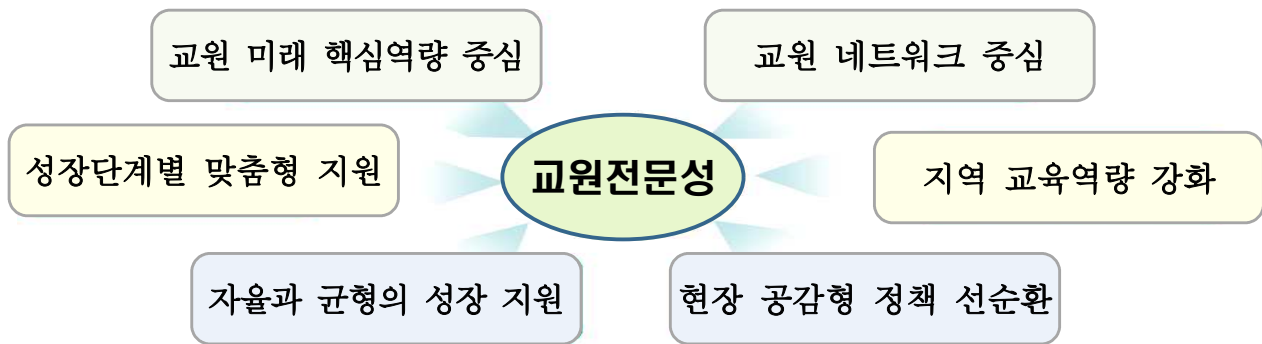 교원 미래 핵심역량 중심
교원 네트워크 중심
성장단계별 맞춤형 지원
교원전문성
지역 교육역량 강화
자율과 균형의 성장 지원
현장 공감형 정책 선순환